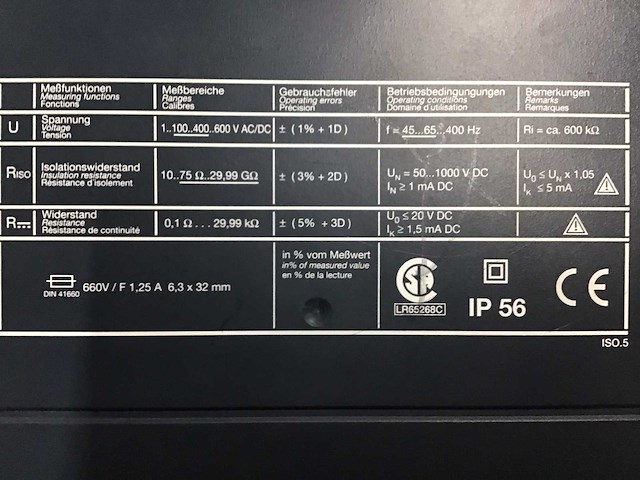 Meßfunktionen
Measuring functions
Fonctions
Meßbereiche
Ranges
Calibres
Gebrauchsfehler
Operating errors
Précision
Betriebsbedingungungen
Operating conditions
Domaine d'utilisation
Bemerkungen
Remarks
Remarques
U
Spannung
Voltage
Tension
1..100..400..600 V AC/DC
± (1% + 1D)
f = 45...65...400 Hz
Ri = ca. 600 kΩ
RISO
Isolationswiderstand
Insulation resistance
Résistance d'isolement
10..75 Ω..29,99 GΩ
± (3% + 2D)
UN = 50...1000 V DC
IN ≥ 1 mA DC
U0 ≤ UN x 1,05
IK ≤ 5 mA
R
Widerstand
Resistance
Résistance de continuité
0,1 Ω . . . 29,99 kΩ
± (5% + 3D)
U0 ≤ 20 V DC
IK ≥ 1,5 mA DC
DIN 41660
660V / F 1,25 A 6,3 x 32 mm
in % vom Meßwert
in% of measured value
en % de la lecture
LR65268C
IP 56
CE
ISO.5